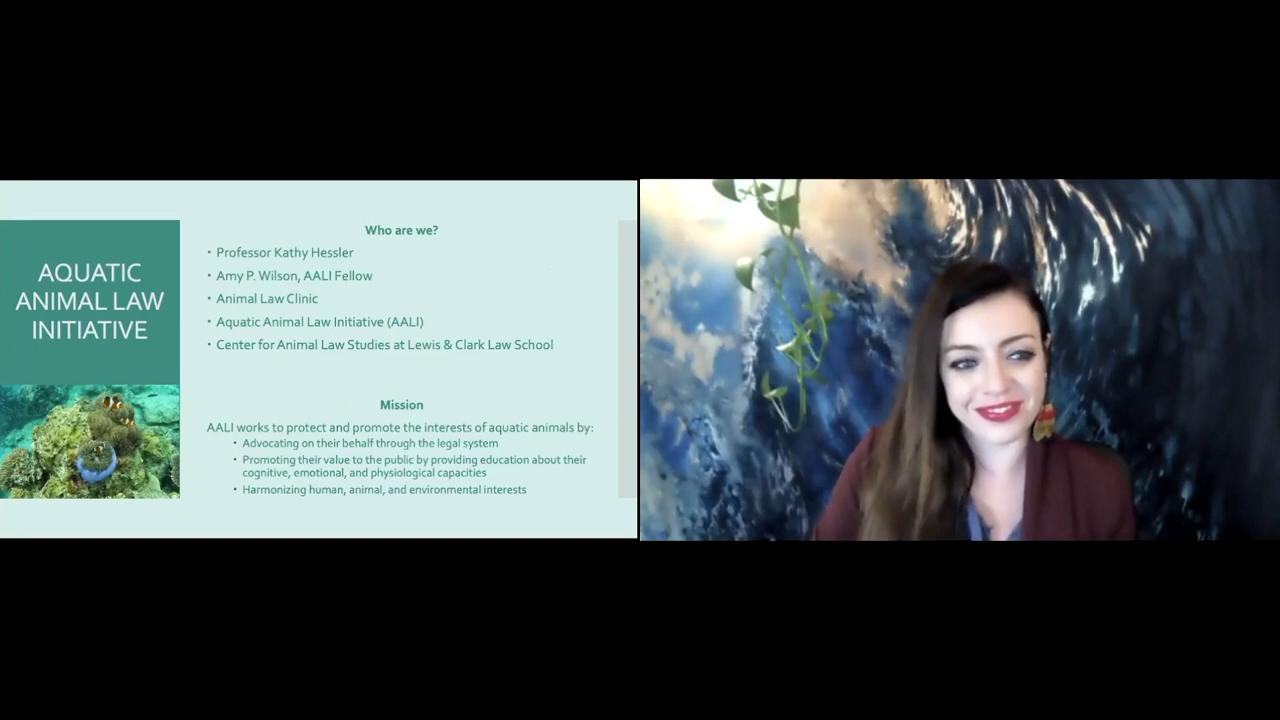 AQUATIC
ANIMAL LAW
INITIATIVE
Who are we?
• Professor Kathy Hessler
• Amy P. Wilson, AALI Fellow
• Animal Law Clinic
• Aquatic Animal Law Initiative (AALI)
• Center for Animal Law Studies at Lewis & Clark Law School
Mission
AALI works to protect and promote the interests of aquatic animals by:
• Advocating on their behalf through the legal system
• Promoting their value to the public by providing education about their
cognitive, emotional, and physiological capacities
• Harmonizing human, animal, and environmental interests